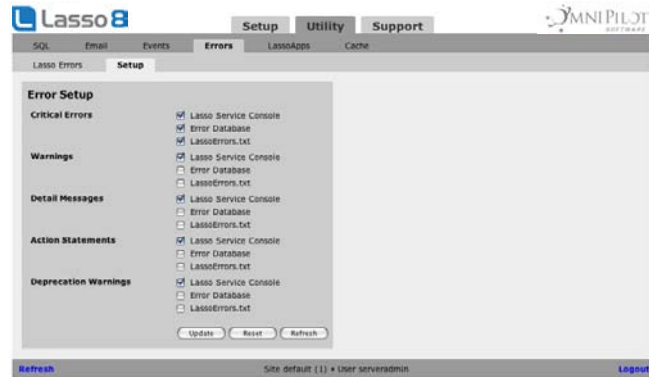 Lasso 8
Setup Utility Support
OMNIPILOT
SOFTWARE
SQL Email Events Errors LassoApps Cache
Lasso Errors Setup
Error Setup
Critical Errors Lasso Service Console
Error Database
LassoErrors.txt
Warnings Lasso Service Console
Error Database
LassoErrors.txt
Detail Messages Lasso Service Console
Error Database
LassoErrors.txt
Action Statements Lasso Service Console
Error Database
LassoErrors.txt
Deprecation Warnings Lasso Service Console
Error Database
LassoErrors.txt
Update Reset Refresh
Refresh Site default (1) • User serveradmin Logout